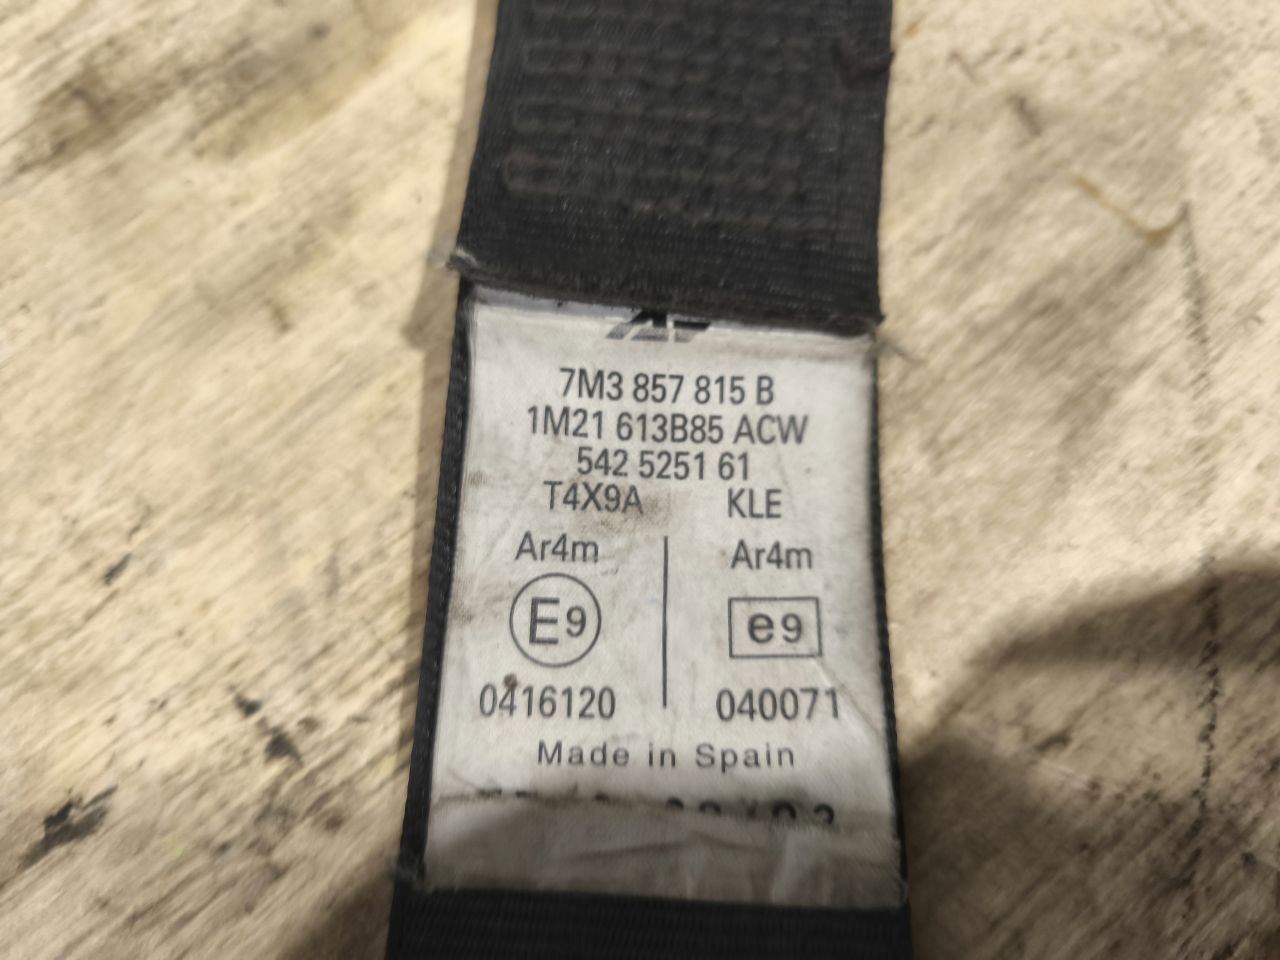 7M3 857 815 B
1M21 613B85 ACW
542 5251 61
T4X9A KLE
Ar4m Ar4m
E9 e9
0416120 040071
Made in Spain